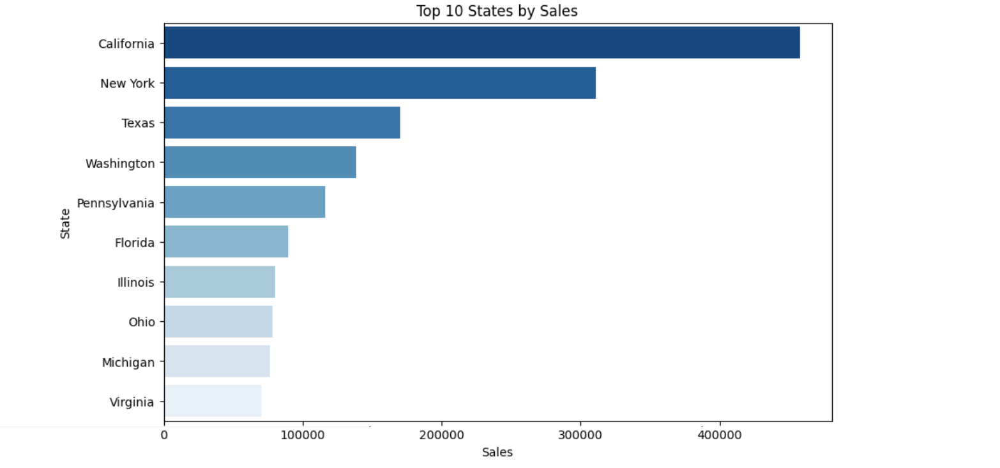 Top 10 States by Sales
California
New York
Texas
Washington
Pennsylvania
Florida
Illinois
Ohio
Michigan
Virginia
State
0 100000 200000 300000 400000
Sales